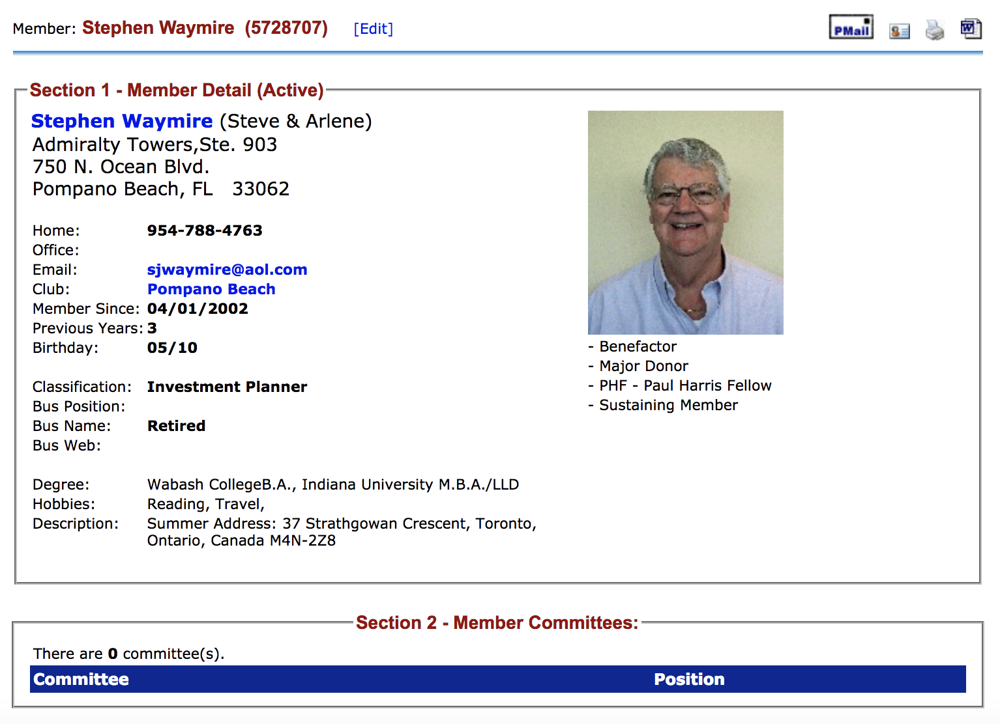 Member: Stephen Waymire (5728707) [Edit]
PMail
W
Section 1 - Member Detail (Active)
Stephen Waymire (Steve & Arlene)
Admiralty Towers,Ste. 903
750 N. Ocean Blvd.
Pompano Beach, FL 33062
Home: 954-788-4763
Office:
Email: sjwaymire@aol.com
Club: Pompano Beach
Member Since: 04/01/2002
Previous Years: 3
Birthday: 05/10
Classification: Investment Planner
Bus Position:
Bus Name: Retired
Bus Web:
Degree: Wabash CollegeB.A., Indiana University M.B.A./LLD
Hobbies: Reading, Travel,
Description: Summer Address: 37 Strathgowan Crescent, Toronto,
Ontario, Canada M4N-2Z8
- Benefactor
- Major Donor
- PHF - Paul Harris Fellow
- Sustaining Member
Section 2 - Member Committees:
There are 0 committee(s).
Committee Position